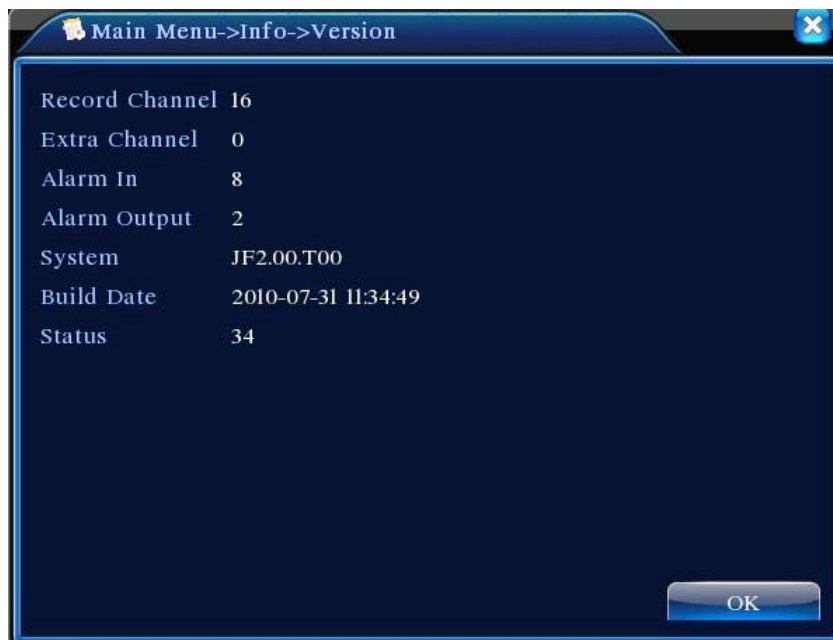 Main Menu->Info->Version
Record Channel 16
Extra Channel 0
Alarm In 8
Alarm Output 2
System JF2.00.T00
Build Date 2010-07-31 11:34:49
Status 34
OK